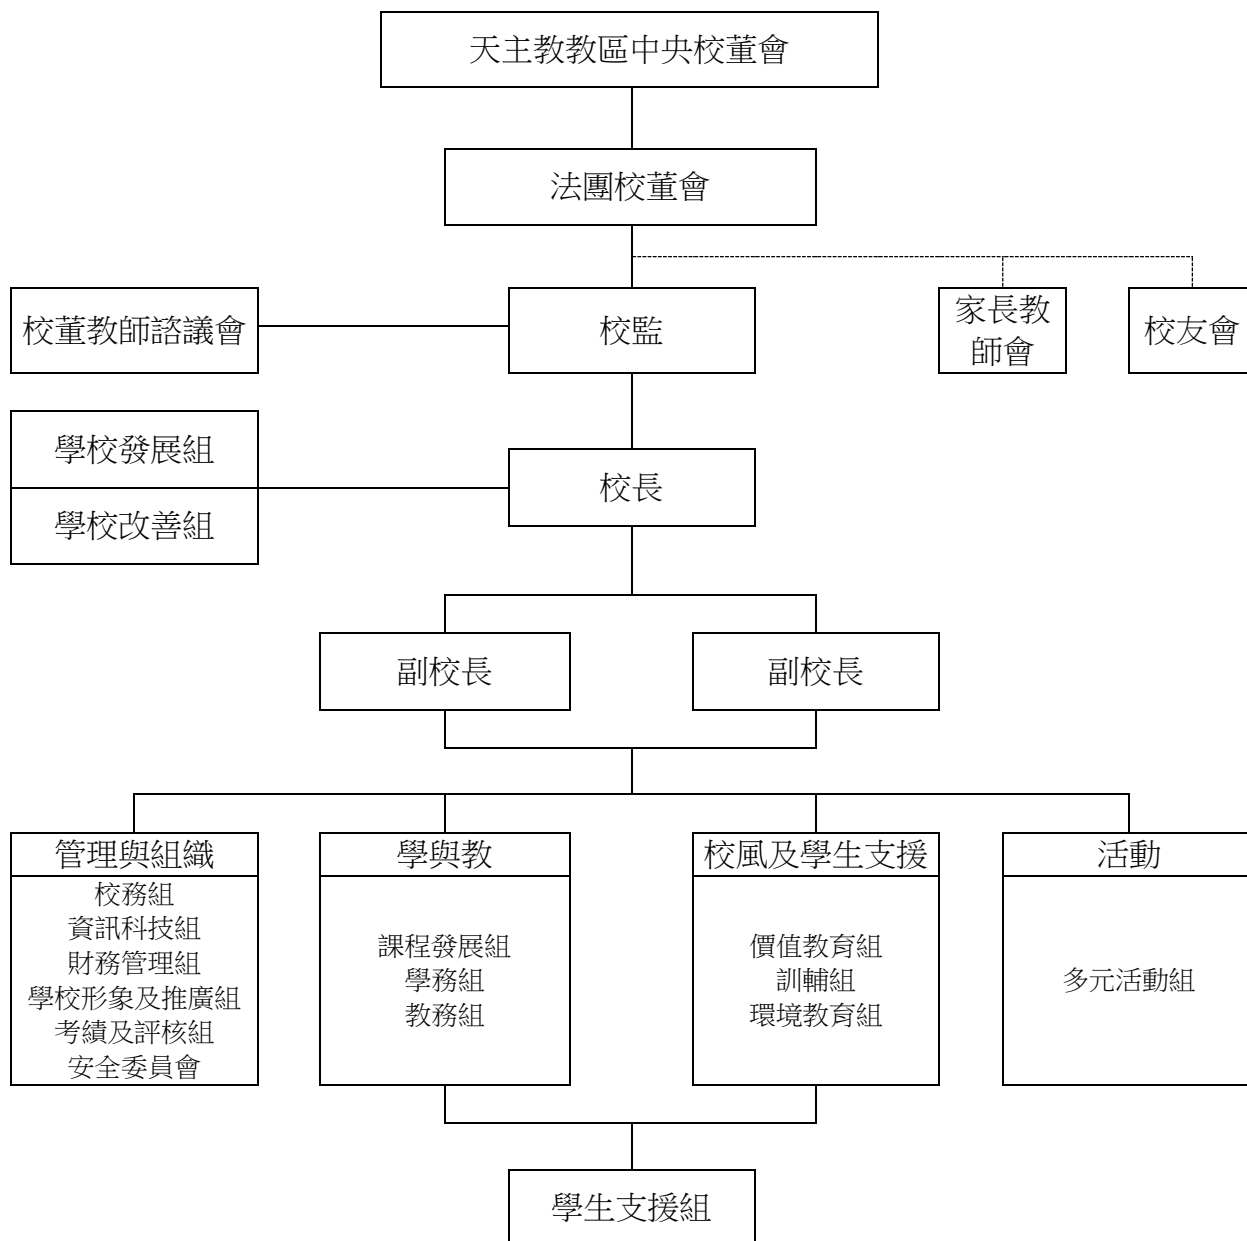 天主教教區中央校董會
法團校董會
校董教師諮議會
校監
家長教
師會
校友會
學校發展組
學校改善組
校長
副校長
副校長
管理與組織
校務組
資訊科技組
財務管理組
學校形象及推廣組
考績及評核組
安全委員會
學與教
課程發展組
學務組
教務組
校風及學生支援
價值教育組
訓輔組
環境教育組
活動
多元活動組
學生支援組